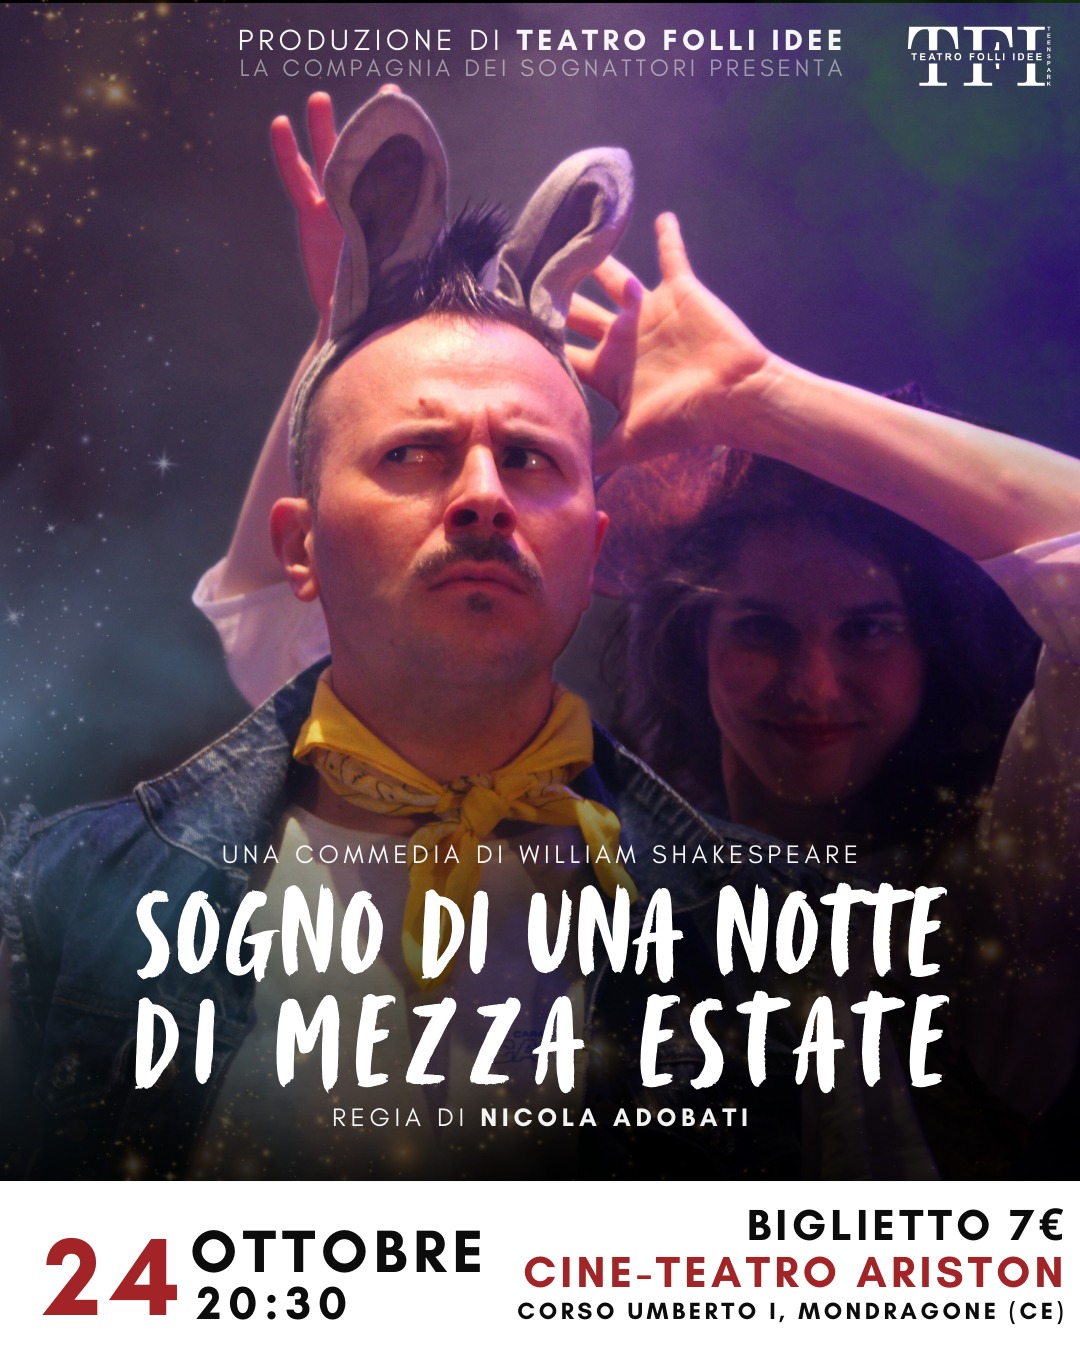 PRODUZIONE DI TEATRO FOLLI IDEE
LA COMPAGNIA DEI SOGNATTORI PRESENTA
TFI
TEATRO FOLLI IDEE
TEENSPARK
UNA COMMEDIA DI WILLIAM SHAKESPEARE
SOGNO DI UNA NOTTE
DI MEZZA ESTATE
REGIA DI NICOLA ADOBATI
24 OTTOBRE
20:30
BIGLIETTO 7€
CINE-TEATRO ARISTON
CORSO UMBERTO I, MONDRAGONE (CE)